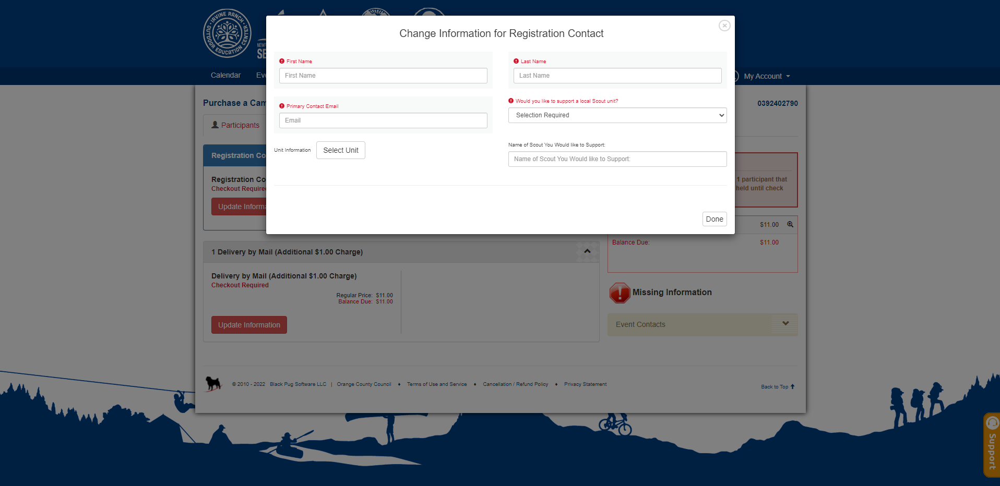 IRVINE RANCH
OUTDOOR EDUCATION CENTER
Calendar
My Account
Change Information for Registration Contact
First Name
First Name
Last Name
Last Name
Primary Contact Email
Email
Would you like to support a local Scout unit?
Selection Required
Unit Information
Select Unit
Name of Scout You Would like to Support:
Name of Scout You Would like to Support:
Done
Purchase a Cam
0392402790
Participants
Registration Co
Registration Co
Checkout Require
Update Informa
1 participant that
held until check
$11.00
Balance Due: $11.00
1 Delivery by Mail (Additional $1.00 Charge)
Delivery by Mail (Additional $1.00 Charge)
Checkout Required
Regular Price: $11.00
Balance Due: $11.00
Update Information
Missing Information
Event Contacts
© 2010 - 2022 Black Pug Software LLC | Orange County Council ♦ Terms of Use and Service ♦ Cancellation / Refund Policy ♦ Privacy Statement
Back to Top
Support